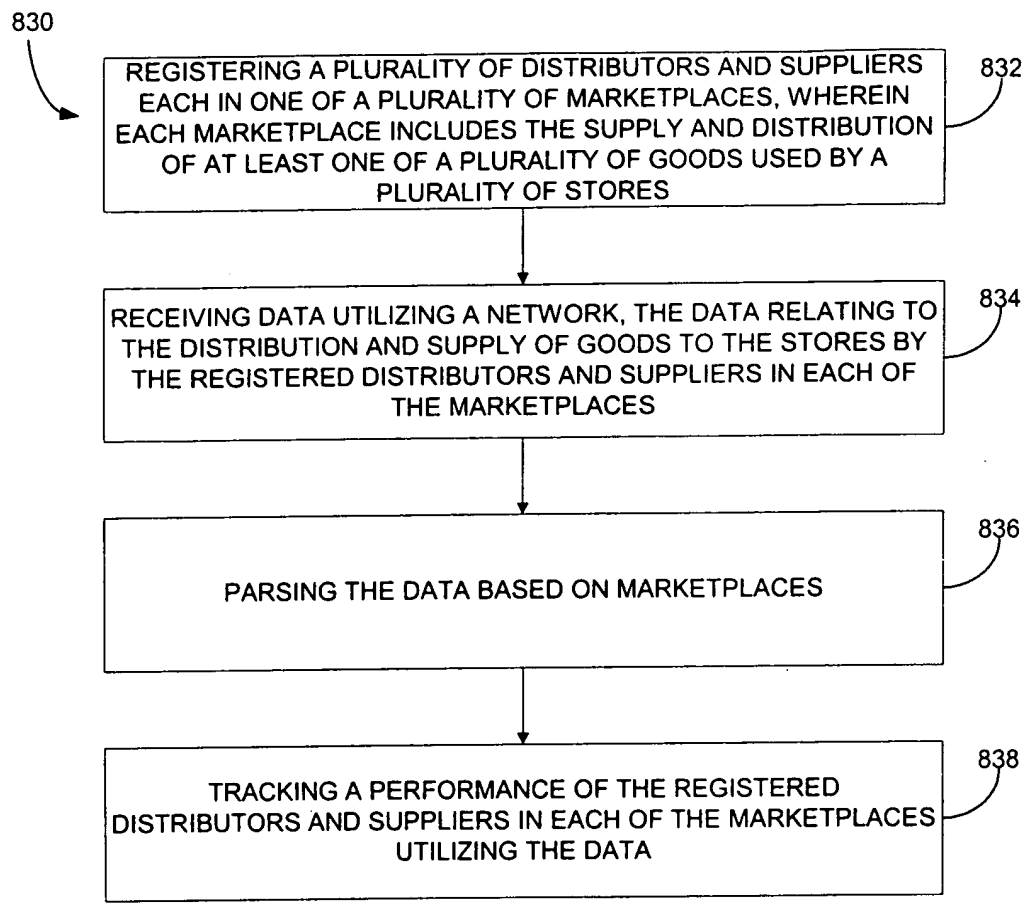 830
832
REGISTERING A PLURALITY OF DISTRIBUTORS AND SUPPLIERS
EACH IN ONE OF A PLURALITY OF MARKETPLACES, WHEREIN
EACH MARKETPLACE INCLUDES THE SUPPLY AND DISTRIBUTION
OF AT LEAST ONE OF A PLURALITY OF GOODS USED BY A
PLURALITY OF STORES
834
RECEIVING DATA UTILIZING A NETWORK, THE DATA RELATING TO
THE DISTRIBUTION AND SUPPLY OF GOODS TO THE STORES BY
THE REGISTERED DISTRIBUTORS AND SUPPLIERS IN EACH OF
THE MARKETPLACES
836
PARSING THE DATA BASED ON MARKETPLACES
838
TRACKING A PERFORMANCE OF THE REGISTERED
DISTRIBUTORS AND SUPPLIERS IN EACH OF THE MARKETPLACES
UTILIZING THE DATA